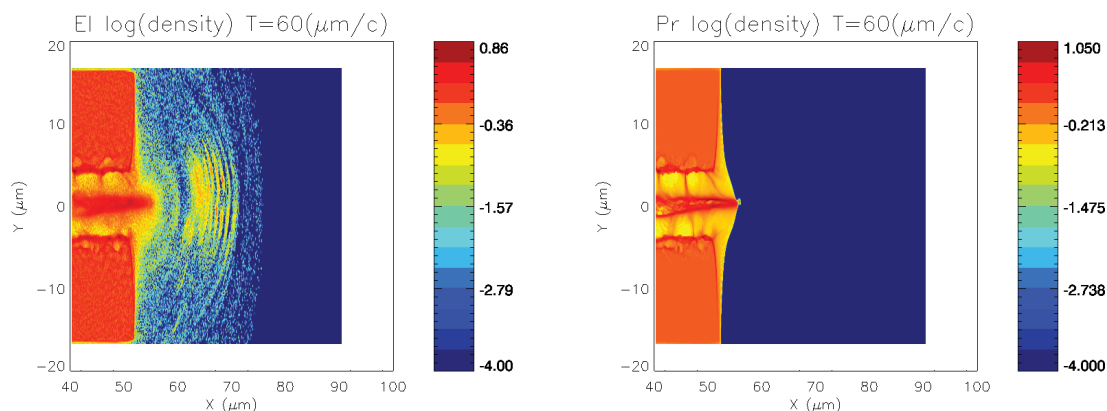 El log(density) T=60(μm/c)
20
10
0
−10
−20
Y (μm)
40 50 60 70 80 90 100
X (μm)
0.86
-0.36
-1.57
-2.79
-4.00
Pr log(density) T=60(μm/c)
20
10
0
−10
−20
Y (μm)
40 50 60 70 80 90 100
X (μm)
1.050
-0.213
-1.475
-2.738
-4.000